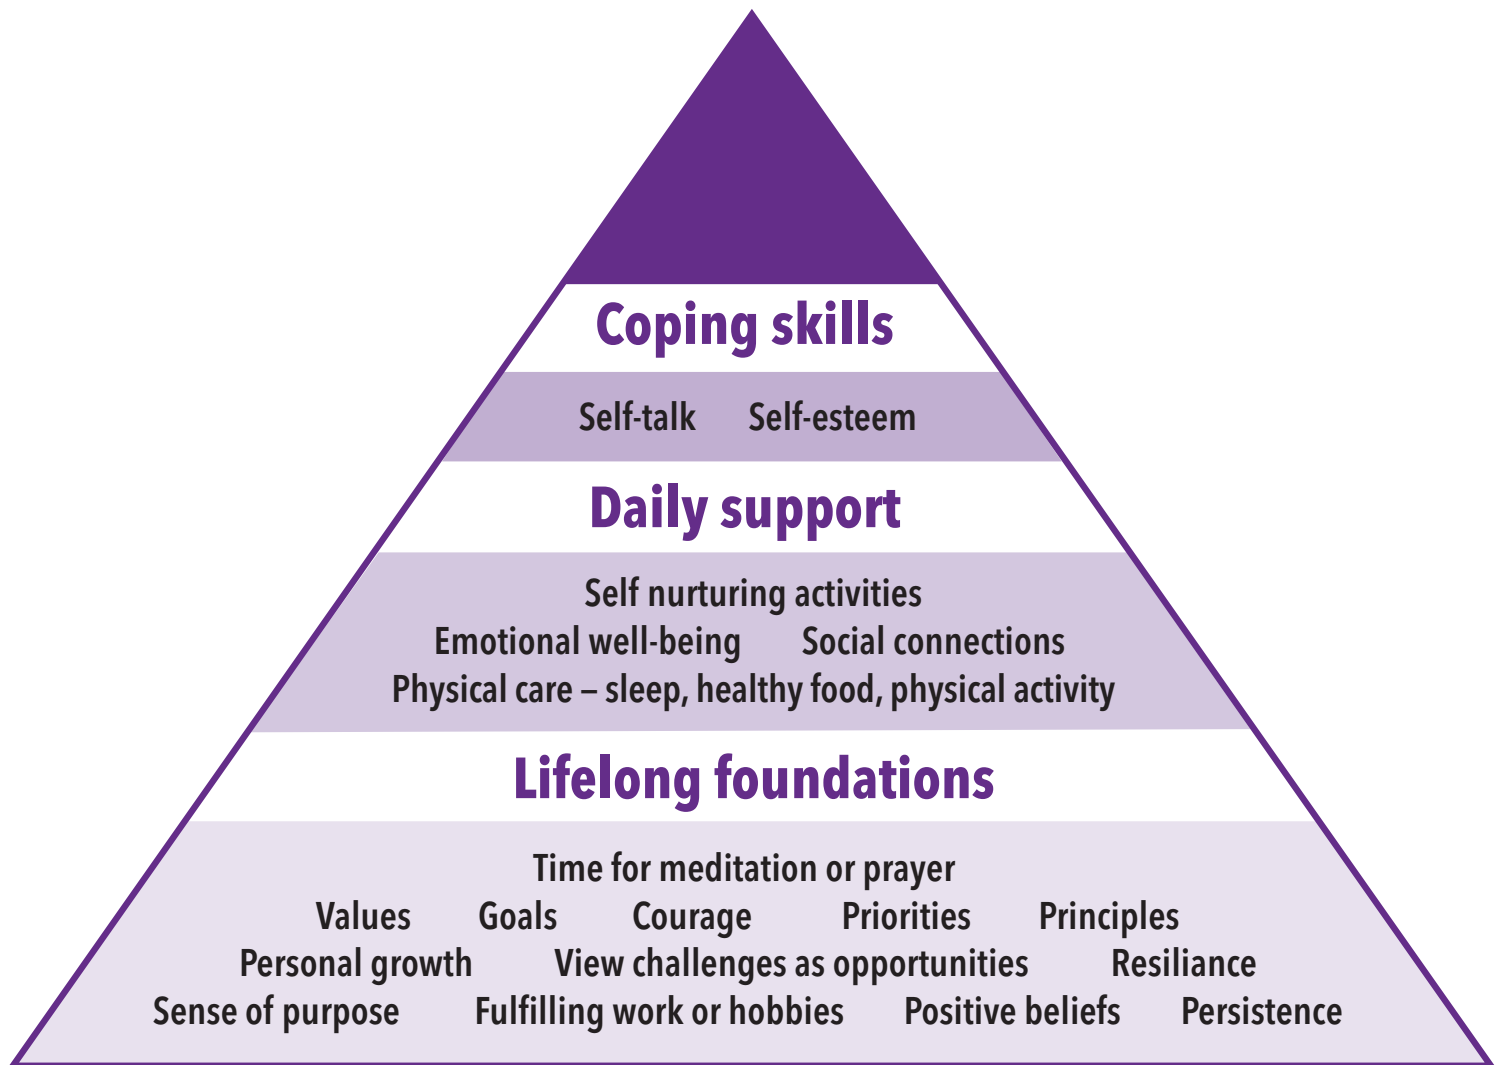 Coping skills
Self-talk Self-esteem
Daily support
Self nurturing activities
Emotional well-being Social connections
Physical care – sleep, healthy food, physical activity
Lifelong foundations
Time for meditation or prayer
Values Goals Courage Priorities Principles
Personal growth View challenges as opportunities Resiliance
Sense of purpose Fulfilling work or hobbies Positive beliefs Persistence